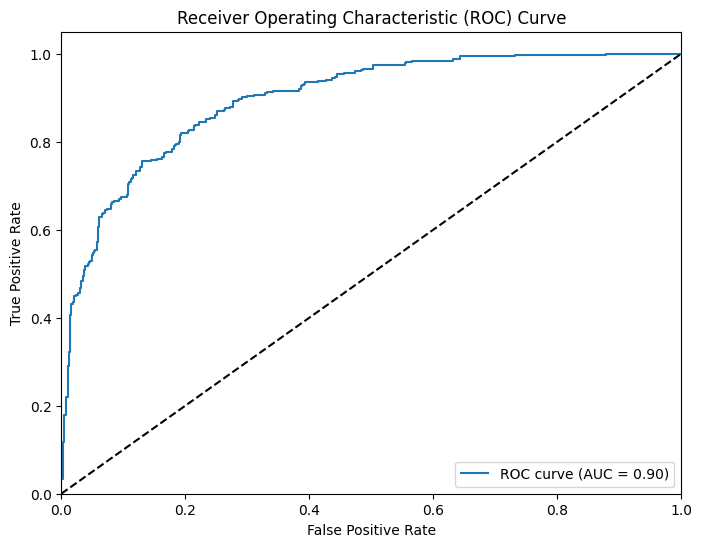 Receiver Operating Characteristic (ROC) Curve
1.0
0.8
0.6
0.4
0.2
0.0
True Positive Rate
ROC curve (AUC = 0.90)
0.0 0.2 0.4 0.6 0.8 1.0
False Positive Rate